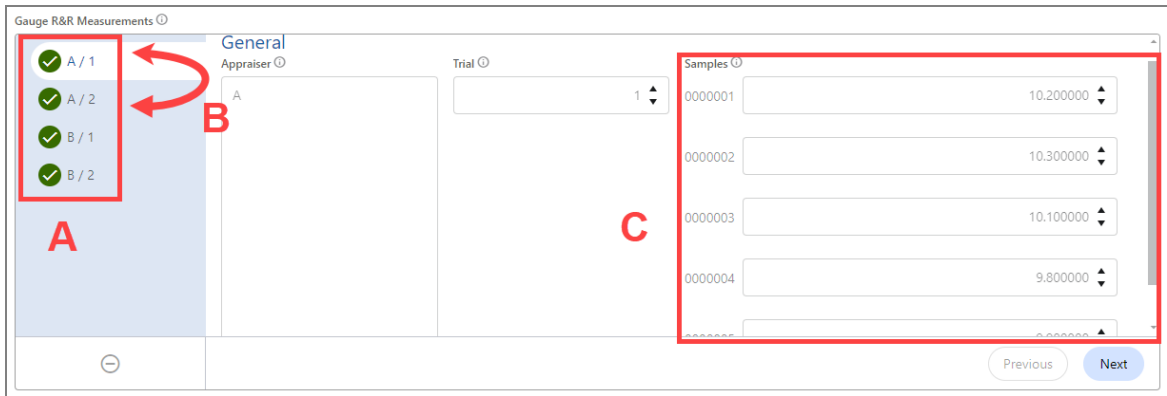 Gauge R&R Measurements
A / 1
A / 2
B / 1
B / 2
A
B
General
Appraiser
A
Trial
1
C
Samples
0000001 10.200000
0000002 10.300000
0000003 10.100000
0000004 9.800000
Previous Next